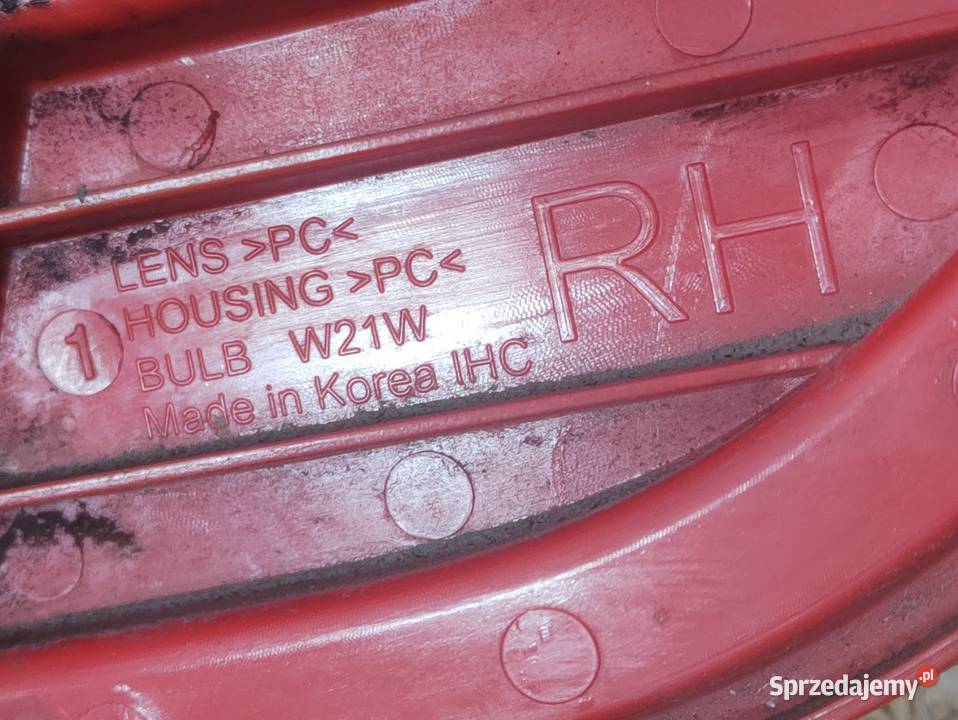 LENS >PC<
HOUSING >PC<
1
BULB W21W
Made in Korea IHC
RH
Sprzedajemy.pl